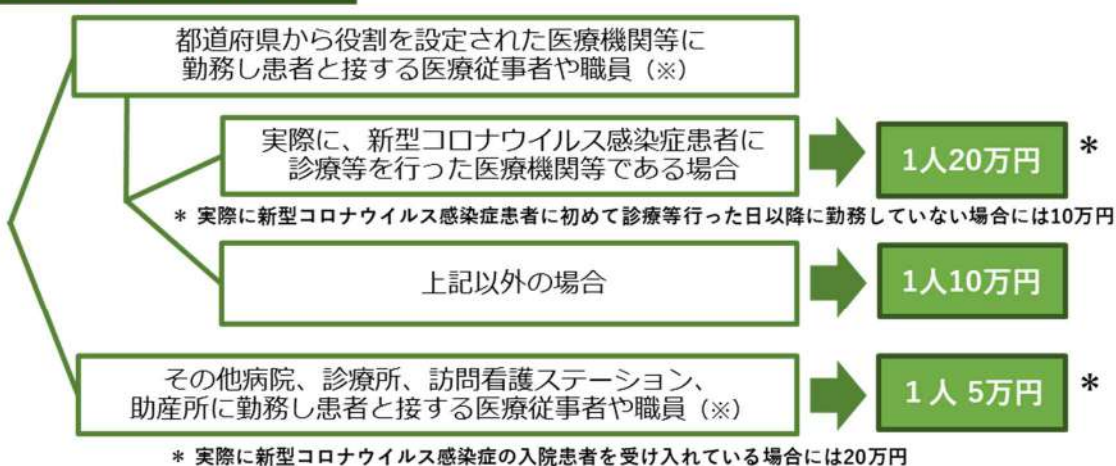 都道府県から役割を設定された医療機関等に
勤務し患者と接する医療従事者や職員（※）
実際に、新型コロナウイルス感染症患者に
診療等を行った医療機関等である場合
1人20万円 *
* 実際に新型コロナウイルス感染症患者に初めて診療等行った日以降に勤務していない場合には10万円
上記以外の場合
1人10万円
その他病院、診療所、訪問看護ステーション、
助産所に勤務し患者と接する医療従事者や職員（※）
1人 5万円 *
* 実際に新型コロナウイルス感染症の入院患者を受け入れている場合には20万円